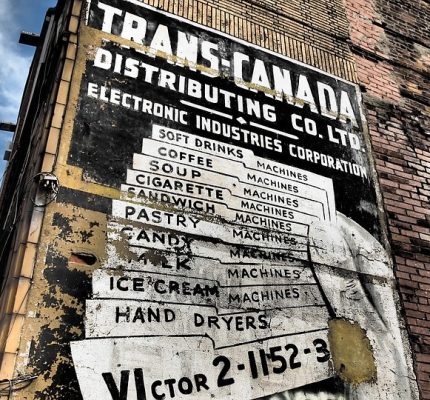 TRANS-CANADA
DISTRIBUTING CO. LTD.
ELECTRONIC INDUSTRIES CORPORATION
SOFT DRINKS MACHINES
COFFEE MACHINES
SOUP MACHINES
CIGARETTE MACHINES
SANDWICH MACHINES
PASTRY MACHINES
CANDY MACHINES
MILK MACHINES
ICE CREAM MACHINES
HAND DRYERS
VICTOR 2-1152-3